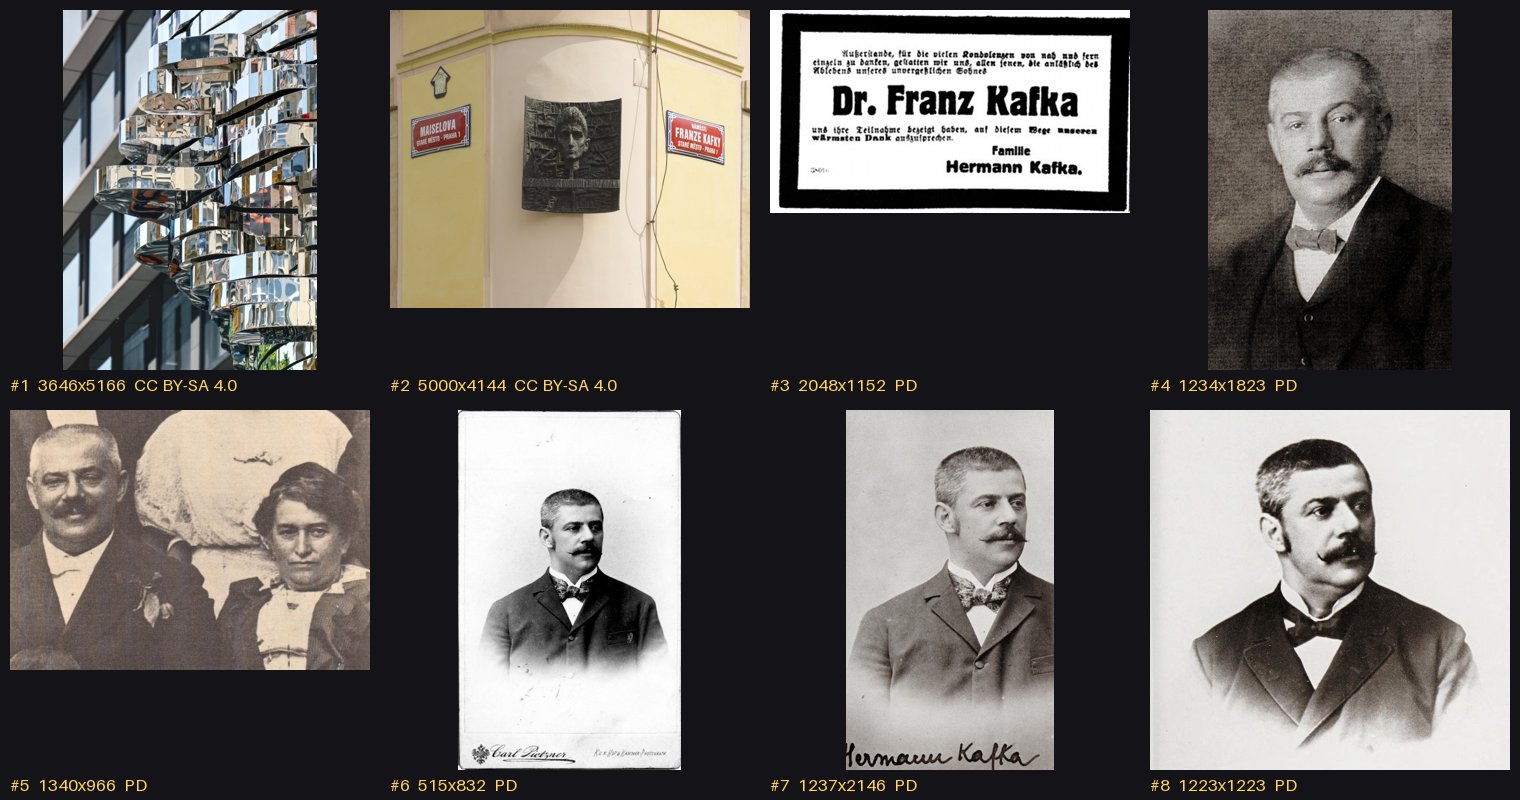 MAISELOVA
STARÉ MĚSTO - PRAHA 1
NÁMĚSTÍ
FRANZE KAFKY
STARÉ MĚSTO - PRAHA 1
Außerstande, für die vielen Kondolenzen von nah und fern
einzeln zu danken, gestatten wir uns, allen jenen, die anläßlich des
Ablebens unseres unvergeßlichen Sohnes
Dr. Franz Kafka
uns ihre Teilnahme bezeigt haben, auf diesem Wege unseren
wärmsten Dank auszusprechen.
Familie
Hermann Kafka.
#1 3646x5166 CC BY-SA 4.0
#2 5000x4144 CC BY-SA 4.0
#3 2048x1152 PD
#4 1234x1823 PD
Carl Pietzner
Hermann Kafka
#5 1340x966 PD
#6 515x832 PD
#7 1237x2146 PD
#8 1223x1223 PD